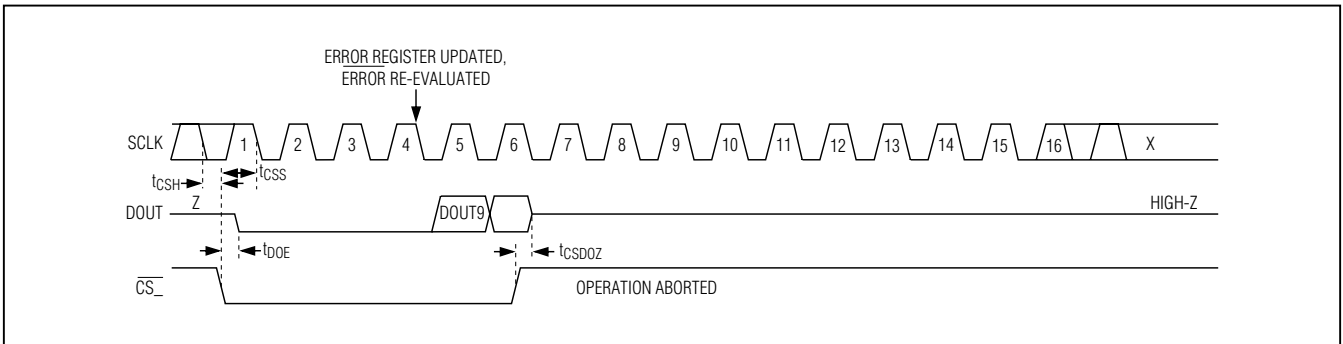 ERROR REGISTER UPDATED,
ERROR RE-EVALUATED
SCLK 1 2 3 4 5 6 7 8 9 10 11 12 13 14 15 16 X
tCSH tCSS
DOUT Z DOUT9 HIGH-Z
tDOE tCSDOZ
CS_ OPERATION ABORTED